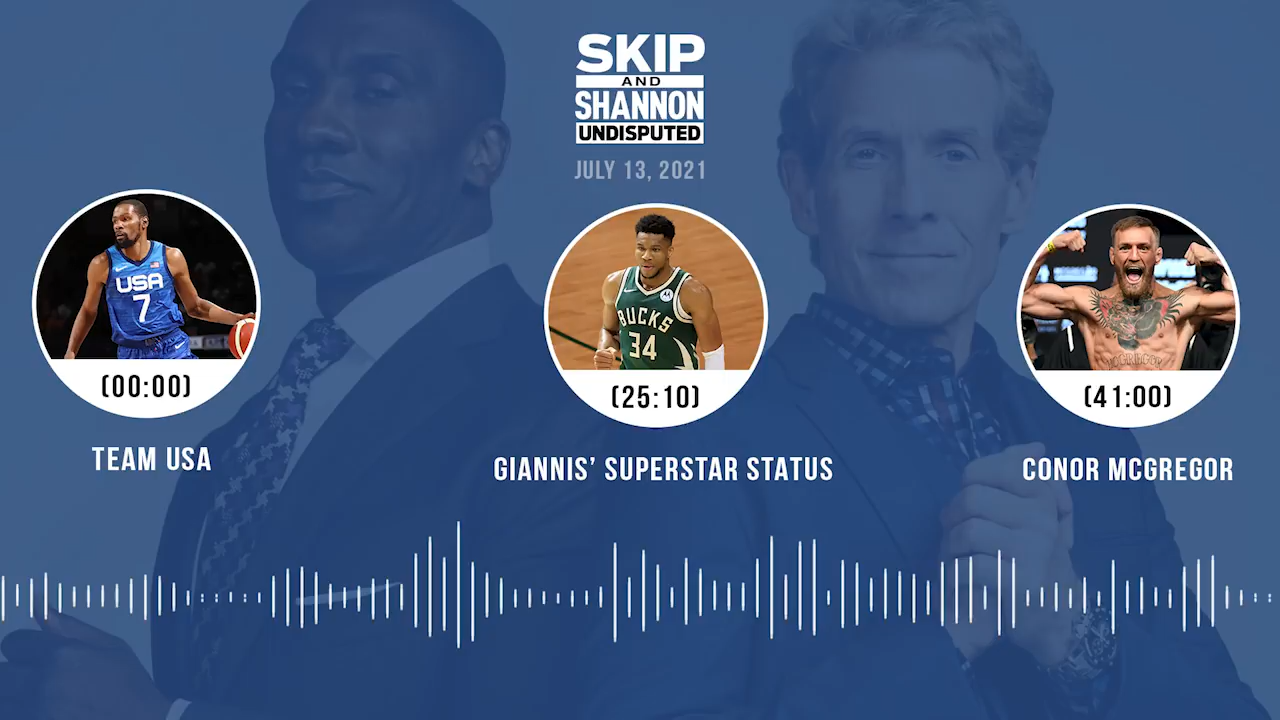 SKIP
AND
SHANNON
UNDISPUTED
JULY 13, 2021
USA
7
(00:00)
TEAM USA
BUCKS
34
(25:10)
GIANNIS’ SUPERSTAR STATUS
(41:00)
CONOR MCGREGOR